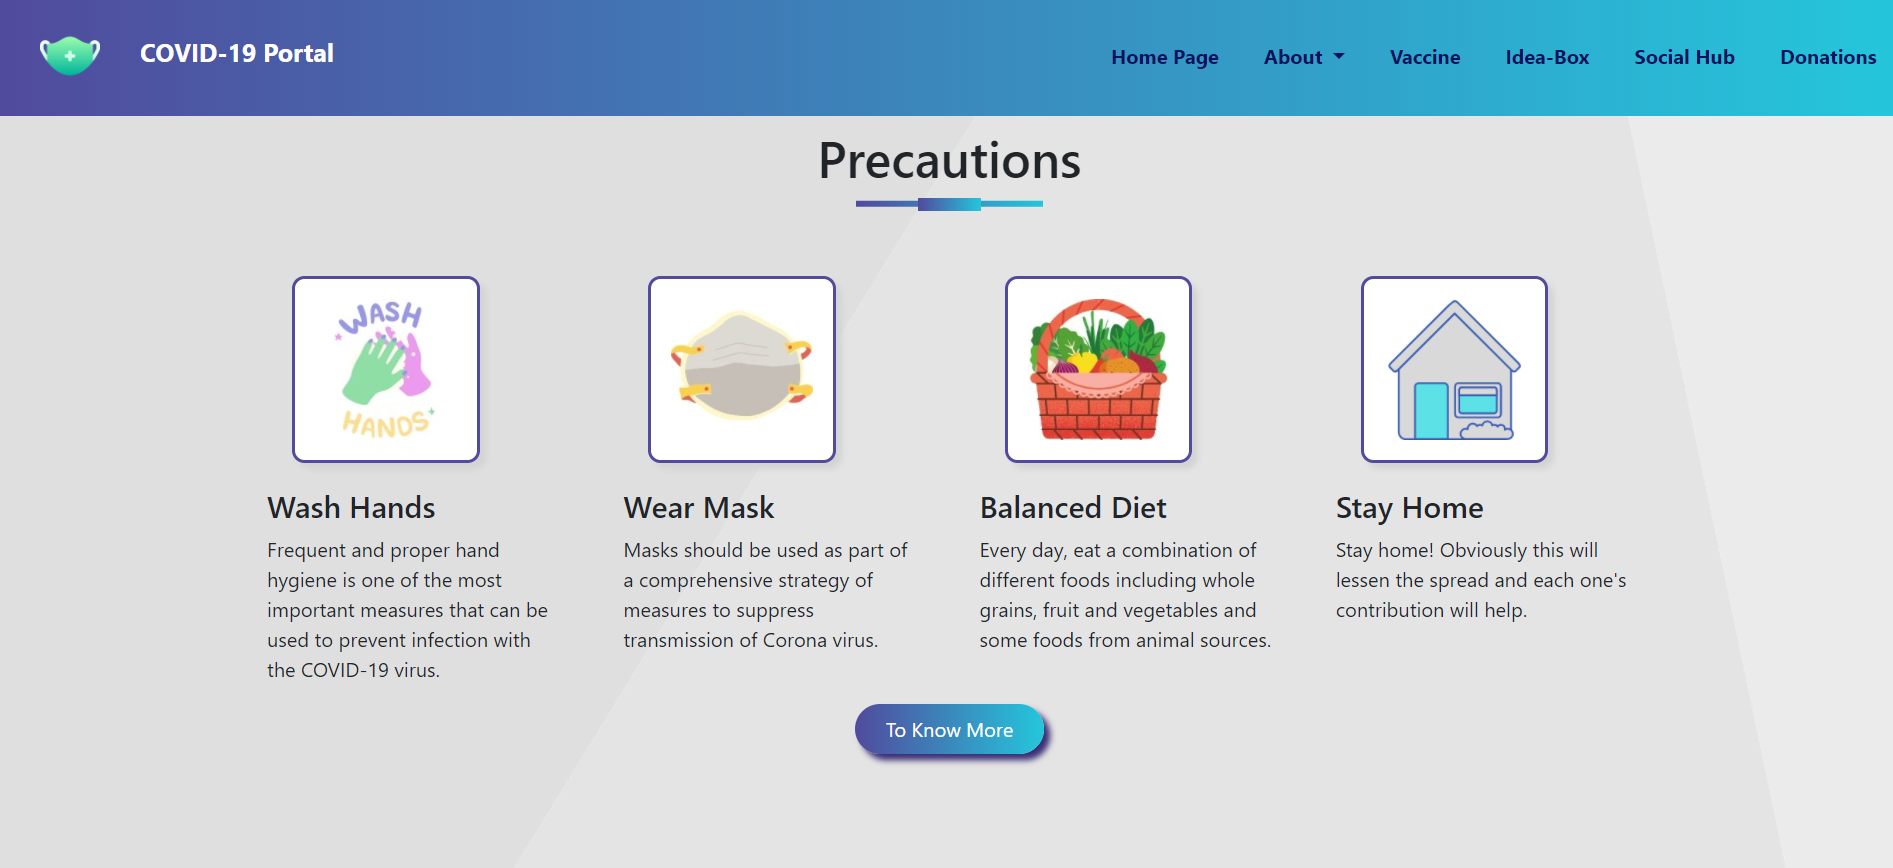 COVID-19 Portal
Home Page
About
Vaccine
Idea-Box
Social Hub
Donations
Precautions
WASH
HANDS
Wash Hands
Frequent and proper hand
hygiene is one of the most
important measures that can be
used to prevent infection with
the COVID-19 virus.
Wear Mask
Masks should be used as part of
a comprehensive strategy of
measures to suppress
transmission of Corona virus.
Balanced Diet
Every day, eat a combination of
different foods including whole
grains, fruit and vegetables and
some foods from animal sources.
Stay Home
Stay home! Obviously this will
lessen the spread and each one's
contribution will help.
To Know More